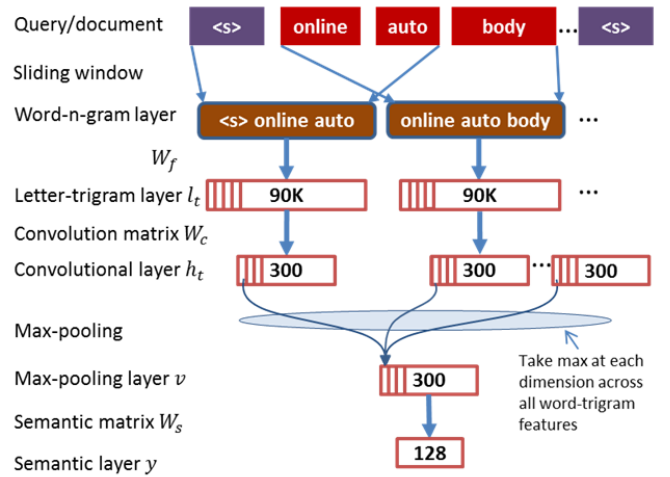 Query/document <s> online auto body ... <s>
Sliding window
Word-n-gram layer <s> online auto online auto body ...
W_f
Letter-trigram layer l_t 90K 90K ...
Convolution matrix W_c
Convolutional layer h_t 300 300 ... 300
Max-pooling
Take max at each
dimension across
all word-trigram
features
Max-pooling layer v 300
Semantic matrix W_s
Semantic layer y 128